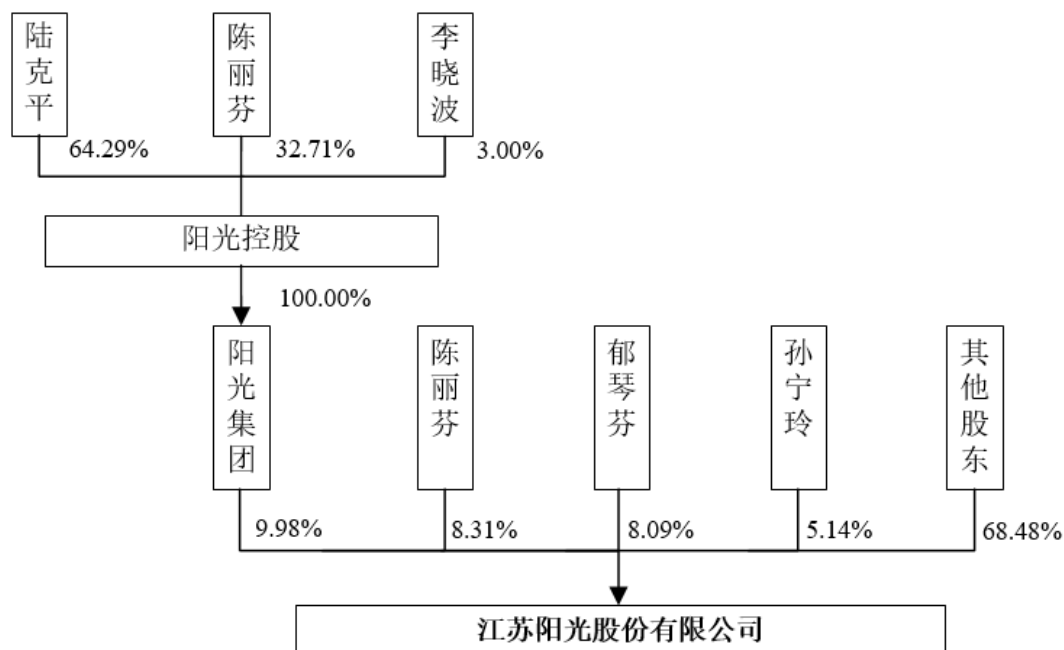 陆克平
陈丽芬
李晓波
64.29%
32.71%
3.00%
阳光控股
100.00%
阳光集团
陈丽芬
郁琴芬
孙宁玲
其他股东
9.98%
8.31%
8.09%
5.14%
68.48%
江苏阳光股份有限公司